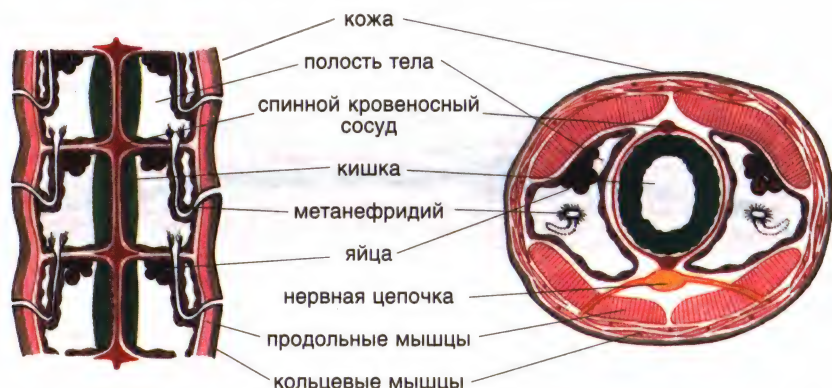 кожа
полость тела
спинной кровеносный
сосуд
кишка
метанефридий
яйца
нервная цепочка
продольные мышцы
кольцевые мышцы